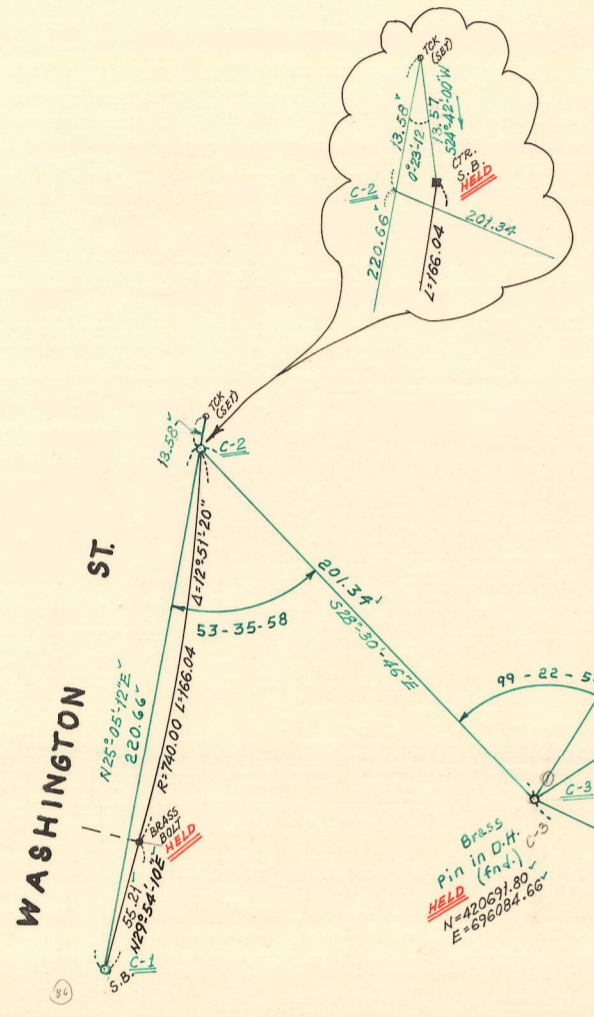 TCK
(SET)
13.58
0°23'-12
13.57
S24°42'-00"W
CTR.
S.B.
HELD
C-2
220.66'
201.34
L=166.04
TCK
(SET)
13.58
C-2
ST.
Δ=12°51'-20"
53-35-58
201.34'
S28°-30'-46"E
N25°-05'-12"E
220.66
R=740.00 L=166.04
WASHINGTON
BRASS
BOLT
HELD
55.21
N29°-54'-10"E
S.B.
C-1
36
99-22-5
C-3
C-3
Brass
Pin in D.H.
(fnd.)
HELD
N=420691.80
E=696084.66